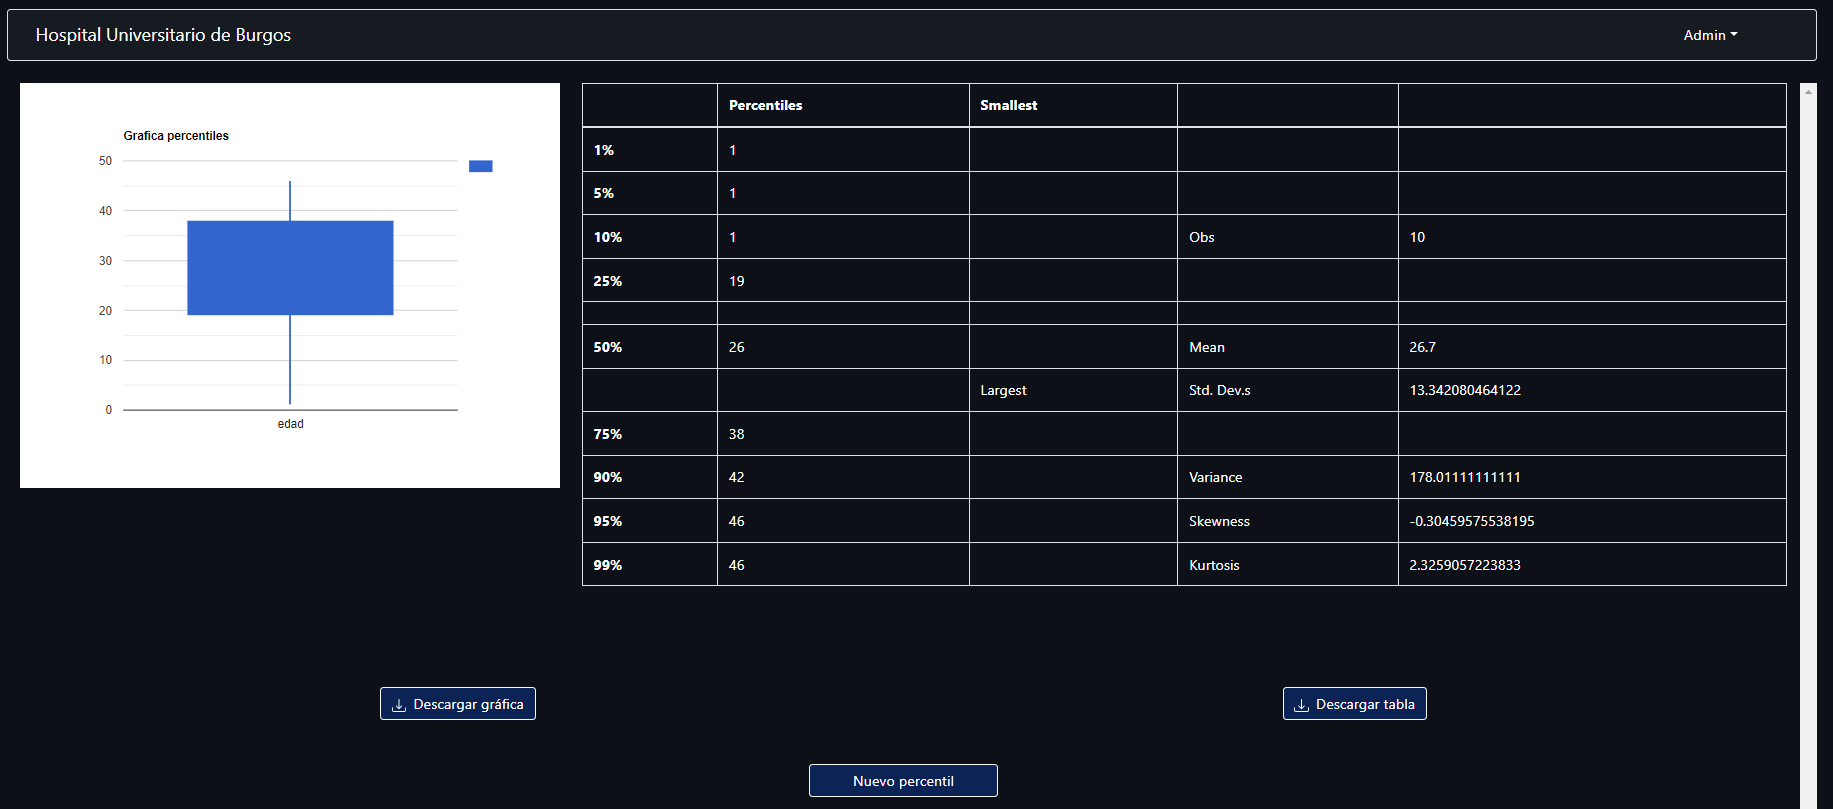 Hospital Universitario de Burgos
Admin
Grafica percentiles
50
40
30
20
10
0
edad
Percentiles Smallest
1% 1
5% 1
10% 1 Obs 10
25% 19
50% 26 Mean 26.7
Largest Std. Dev.s 13.342080464122
75% 38
90% 42 Variance 178.01111111111
95% 46 Skewness -0.30459575538195
99% 46 Kurtosis 2.3259057223833
Descargar gráfica
Descargar tabla
Nuevo percentil